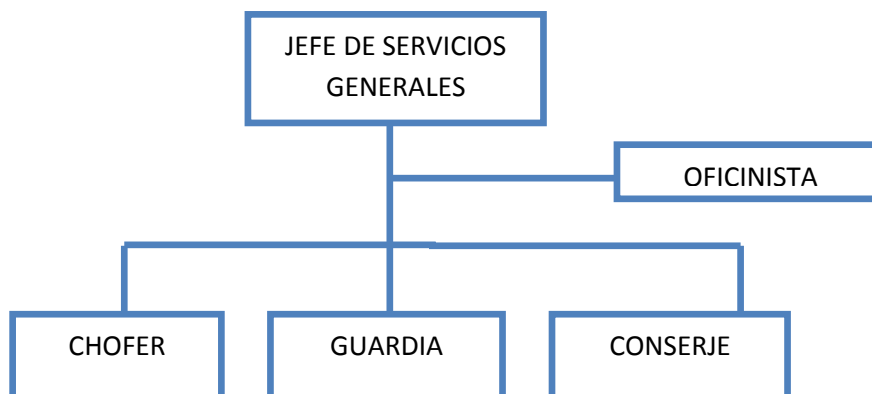 JEFE DE SERVICIOS
GENERALES
OFICINISTA
CHOFER
GUARDIA
CONSERJE